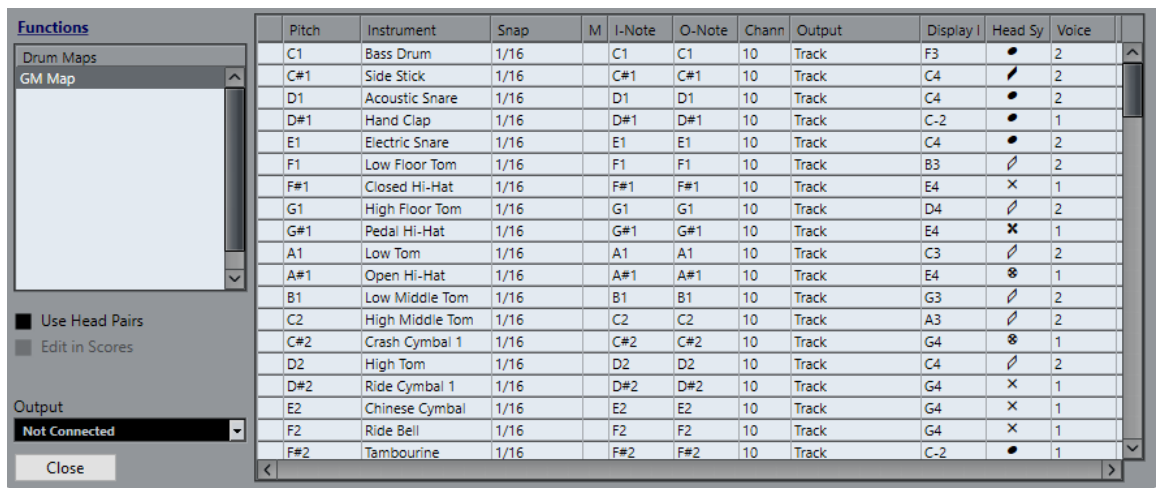 Functions
Drum Maps
GM Map
Use Head Pairs
Edit in Scores
Output
Not Connected
Close
Pitch Instrument Snap M I-Note O-Note Chann Output Display I Head Sy Voice
C1 Bass Drum 1/16 C1 C1 10 Track F3 2
C#1 Side Stick 1/16 C#1 C#1 10 Track C4 2
D1 Acoustic Snare 1/16 D1 D1 10 Track C4 2
D#1 Hand Clap 1/16 D#1 D#1 10 Track C-2 1
E1 Electric Snare 1/16 E1 E1 10 Track C4 2
F1 Low Floor Tom 1/16 F1 F1 10 Track B3 2
F#1 Closed Hi-Hat 1/16 F#1 F#1 10 Track E4 1
G1 High Floor Tom 1/16 G1 G1 10 Track D4 2
G#1 Pedal Hi-Hat 1/16 G#1 G#1 10 Track E4 1
A1 Low Tom 1/16 A1 A1 10 Track C3 2
A#1 Open Hi-Hat 1/16 A#1 A#1 10 Track E4 1
B1 Low Middle Tom 1/16 B1 B1 10 Track G3 2
C2 High Middle Tom 1/16 C2 C2 10 Track A3 2
C#2 Crash Cymbal 1 1/16 C#2 C#2 10 Track G4 1
D2 High Tom 1/16 D2 D2 10 Track C4 2
D#2 Ride Cymbal 1 1/16 D#2 D#2 10 Track G4 1
E2 Chinese Cymbal 1/16 E2 E2 10 Track G4 1
F2 Ride Bell 1/16 F2 F2 10 Track G4 1
F#2 Tambourine 1/16 F#2 F#2 10 Track C-2 1